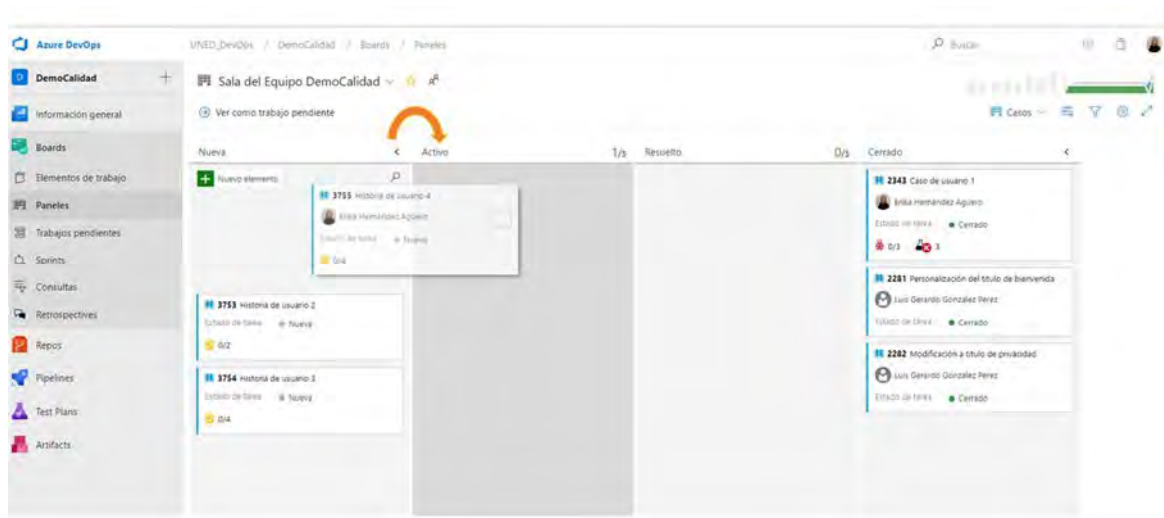 Azure DevOps
UNED_DevOps / DemoCalidad / Boards / Paneles
Buscar
D DemoCalidad +
Sala del Equipo DemoCalidad
Información general
Ver como trabajo pendiente
Casos
Boards
Elementos de trabajo
Paneles
Trabajos pendientes
Sprints
Consultas
Retrospectives
Repos
Pipelines
Test Plans
Artifacts
Nueva
Activo 1/5
Resuelto 0/5
Cerrado
Nuevo elemento
3755 Historia de usuario 4
Erika Hernández Agüero
Estado de tarea Nueva
0/4
3753 Historia de usuario 2
Estado de tarea Nueva
0/2
3754 Historia de usuario 3
Estado de tarea Nueva
0/4
2343 Caso de usuario 1
Erika Hernández Agüero
Estado de tarea Cerrado
0/3 3
2281 Personalización del titulo de bienvenida
Luis Gerardo Gonzalez Perez
Estado de tarea Cerrado
2282 Modificación a titulo de privacidad
Luis Gerardo Gonzalez Perez
Estado de tarea Cerrado